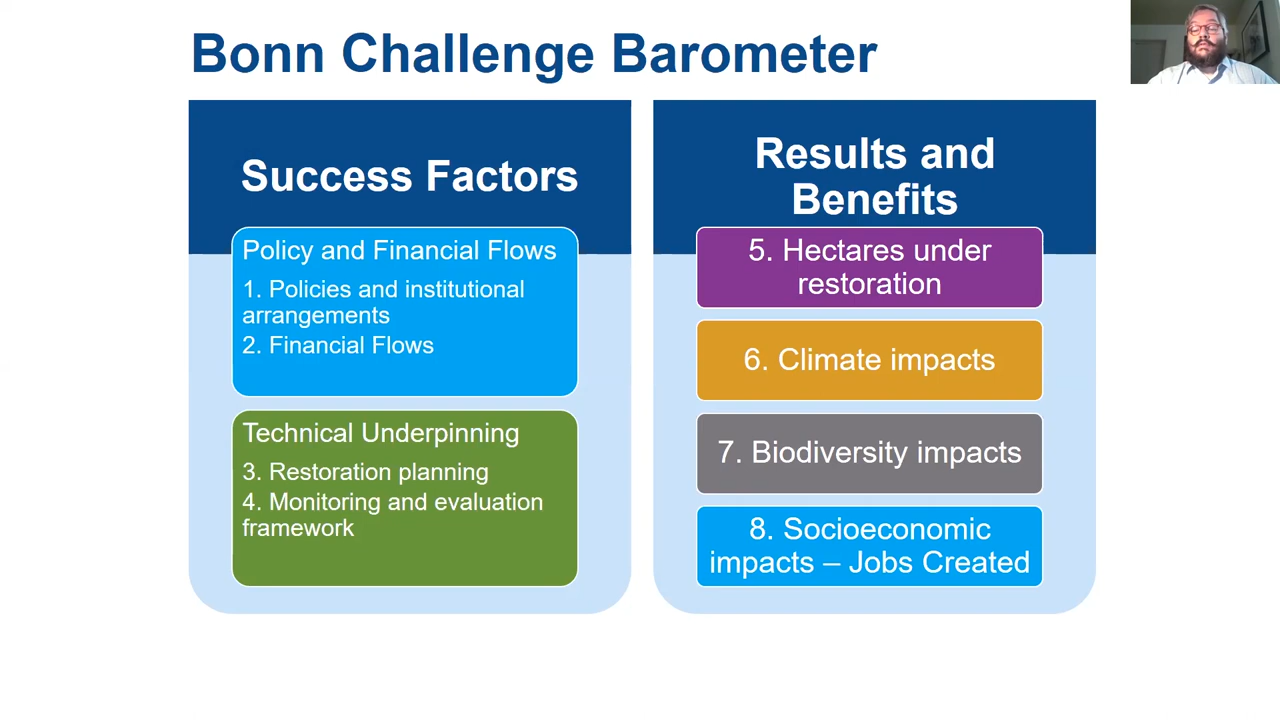 Bonn Challenge Barometer
Success Factors
Policy and Financial Flows
1. Policies and institutional
arrangements
2. Financial Flows
Technical Underpinning
3. Restoration planning
4. Monitoring and evaluation
framework
Results and
Benefits
5. Hectares under
restoration
6. Climate impacts
7. Biodiversity impacts
8. Socioeconomic
impacts – Jobs Created